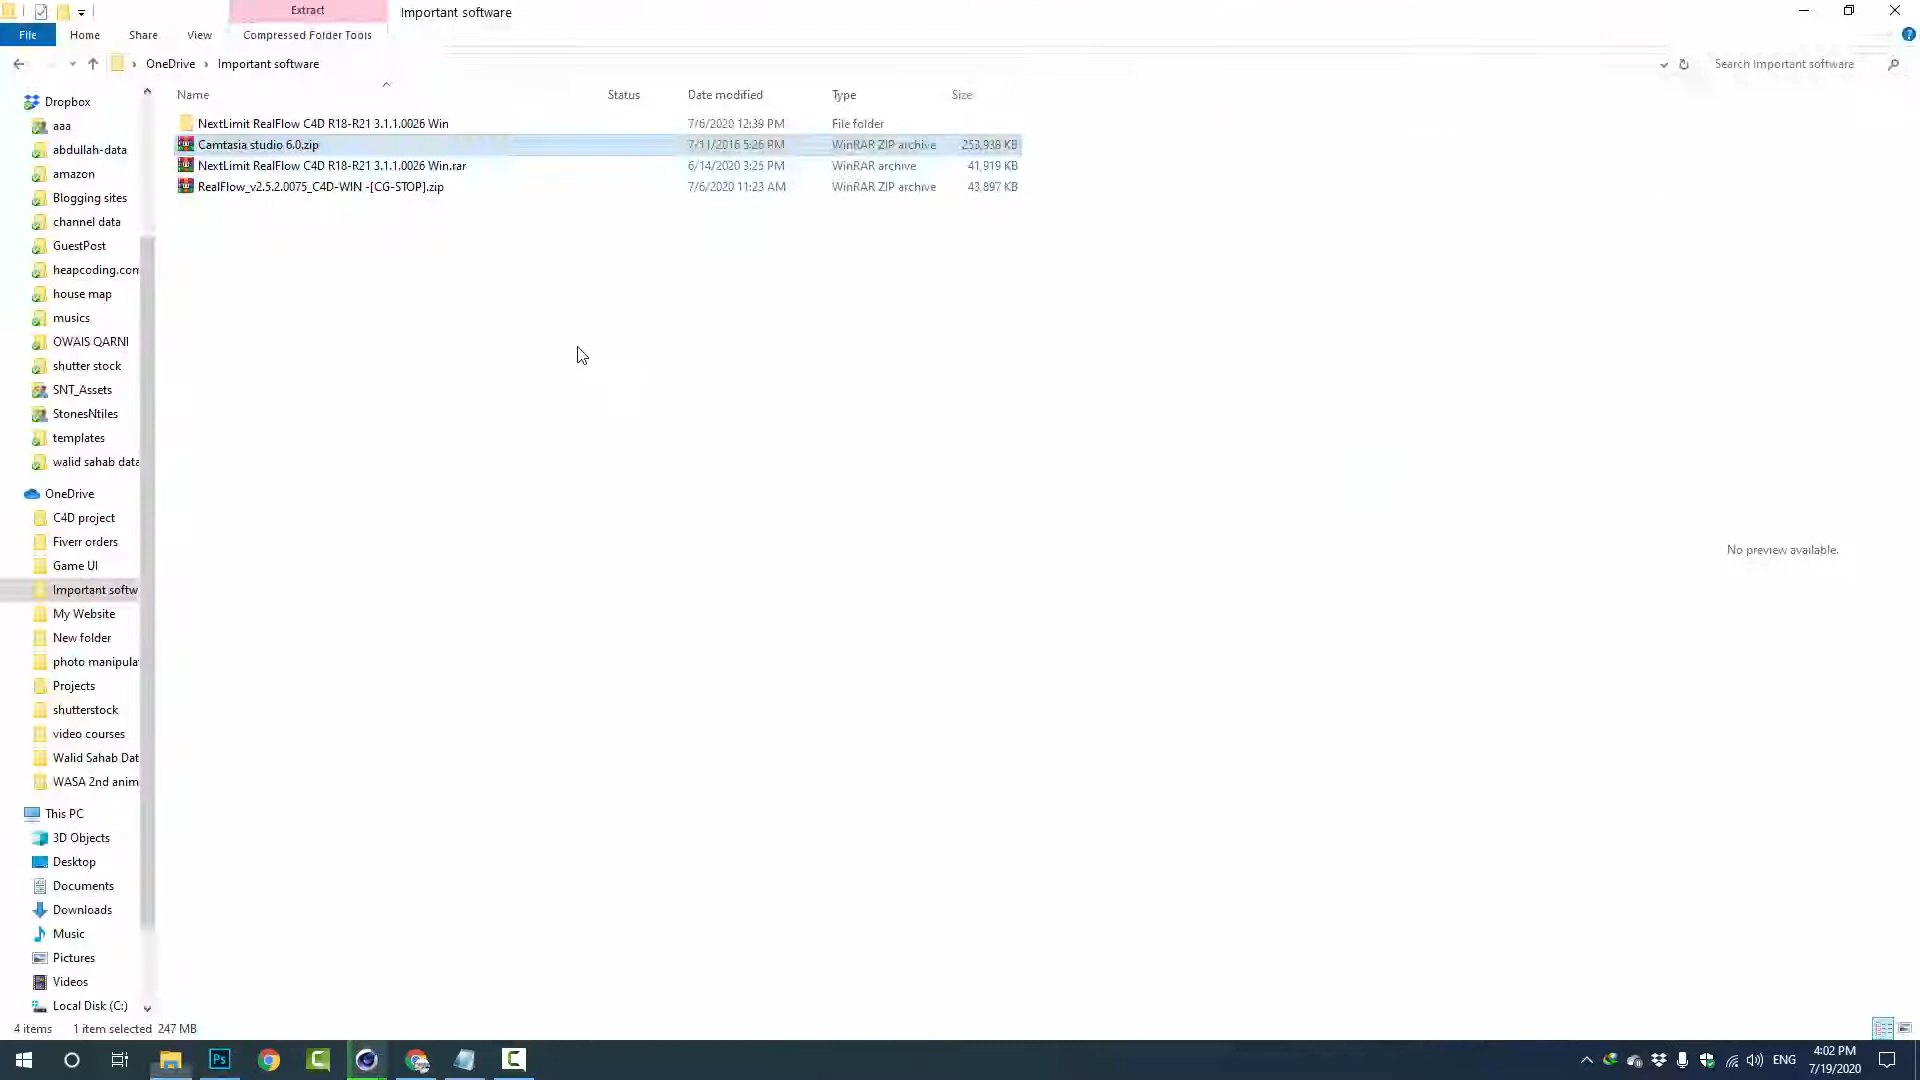 Extract
Important software
File
Home
Share
View
Compressed Folder Tools
OneDrive
Important software
Search Important software
Name
Status
Date modified
Type
Size
NextLimit RealFlow C4D R18-R21 3.1.1.0026 Win
7/6/2020 12:39 PM
File folder
Camtasia studio 6.0.zip
7/11/2016 5:26 PM
WinRAR ZIP archive
253,938 KB
NextLimit RealFlow C4D R18-R21 3.1.1.0026 Win.rar
6/14/2020 3:25 PM
WinRAR archive
41,919 KB
RealFlow_v2.5.2.0075_C4D-WIN -[CG-STOP].zip
7/6/2020 11:23 AM
WinRAR ZIP archive
43,897 KB
Dropbox
aaa
abdullah-data
amazon
Blogging sites
channel data
GuestPost
heapcoding.com
house map
musics
OWAIS QARNI
shutter stock
SNT_Assets
StonesNtiles
templates
walid sahab data
OneDrive
C4D project
Fiverr orders
Game UI
Important softw
My Website
New folder
photo manipula
Projects
shutterstock
video courses
Walid Sahab Dat
WASA 2nd anim
This PC
3D Objects
Desktop
Documents
Downloads
Music
Pictures
Videos
Local Disk (C:)
No preview available.
4 items
1 item selected 247 MB
Ps
ENG
4:02 PM
7/19/2020